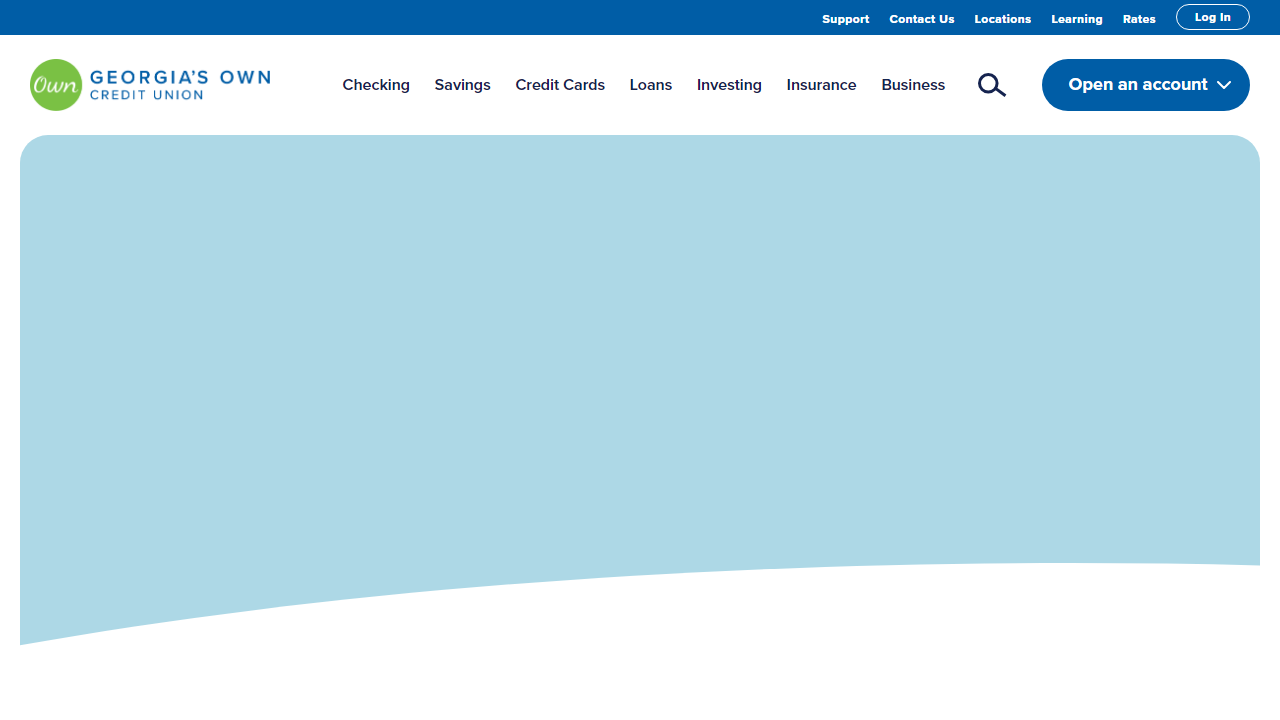 Support Contact Us Locations Learning Rates Log In
Own GEORGIA'S OWN
CREDIT UNION
Checking Savings Credit Cards Loans Investing Insurance Business Open an account